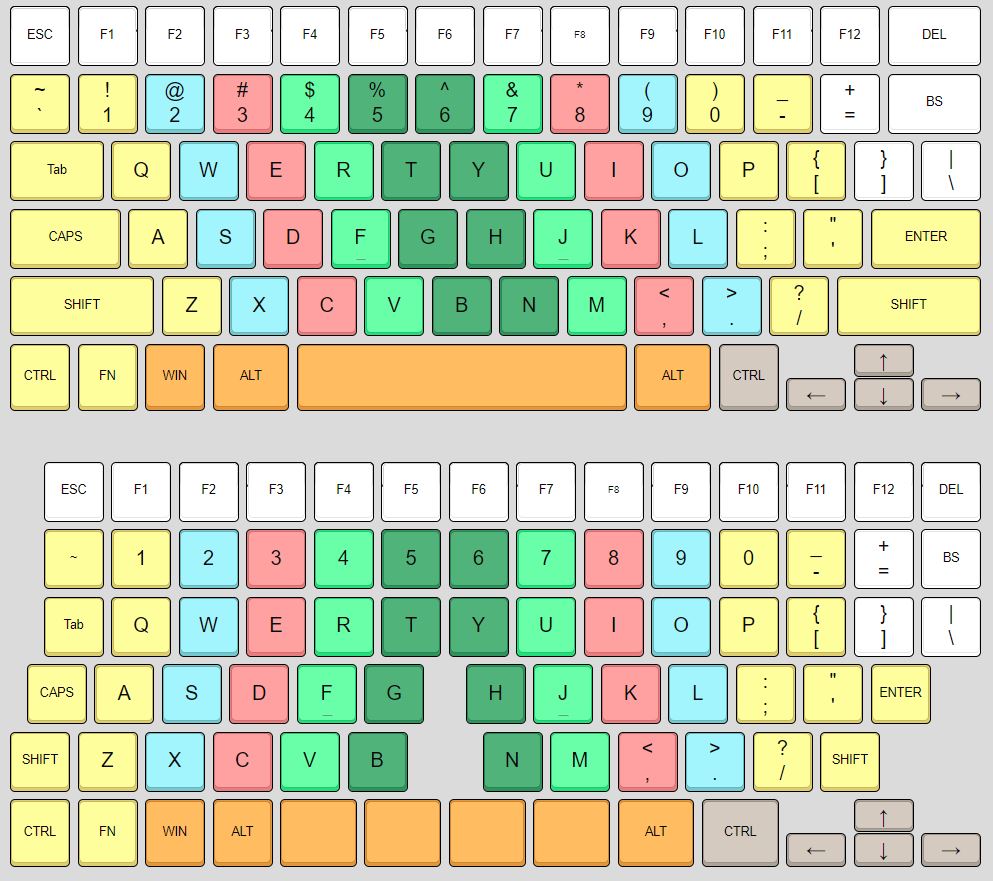 ESC F1 F2 F3 F4 F5 F6 F7 F8 F9 F10 F11 F12 DEL
~ ! @ # $ % ^ & * ( ) _ +
` 1 2 3 4 5 6 7 8 9 0 - = BS
Tab Q W E R T Y U I O P { } |
[ ] \
CAPS A S D F G H J K L : " ENTER
_ _ ; '
SHIFT Z X C V B N M < > ? SHIFT
, . /
CTRL FN WIN ALT ALT CTRL ↑
← ↓ →
ESC F1 F2 F3 F4 F5 F6 F7 F8 F9 F10 F11 F12 DEL
~ 1 2 3 4 5 6 7 8 9 0 _ + BS
- =
Tab Q W E R T Y U I O P { } |
[ ] \
CAPS A S D F G H J K L : " ENTER
_ _ ; '
SHIFT Z X C V B N M < > ? SHIFT
, . /
CTRL FN WIN ALT ALT CTRL ↑
← ↓ →